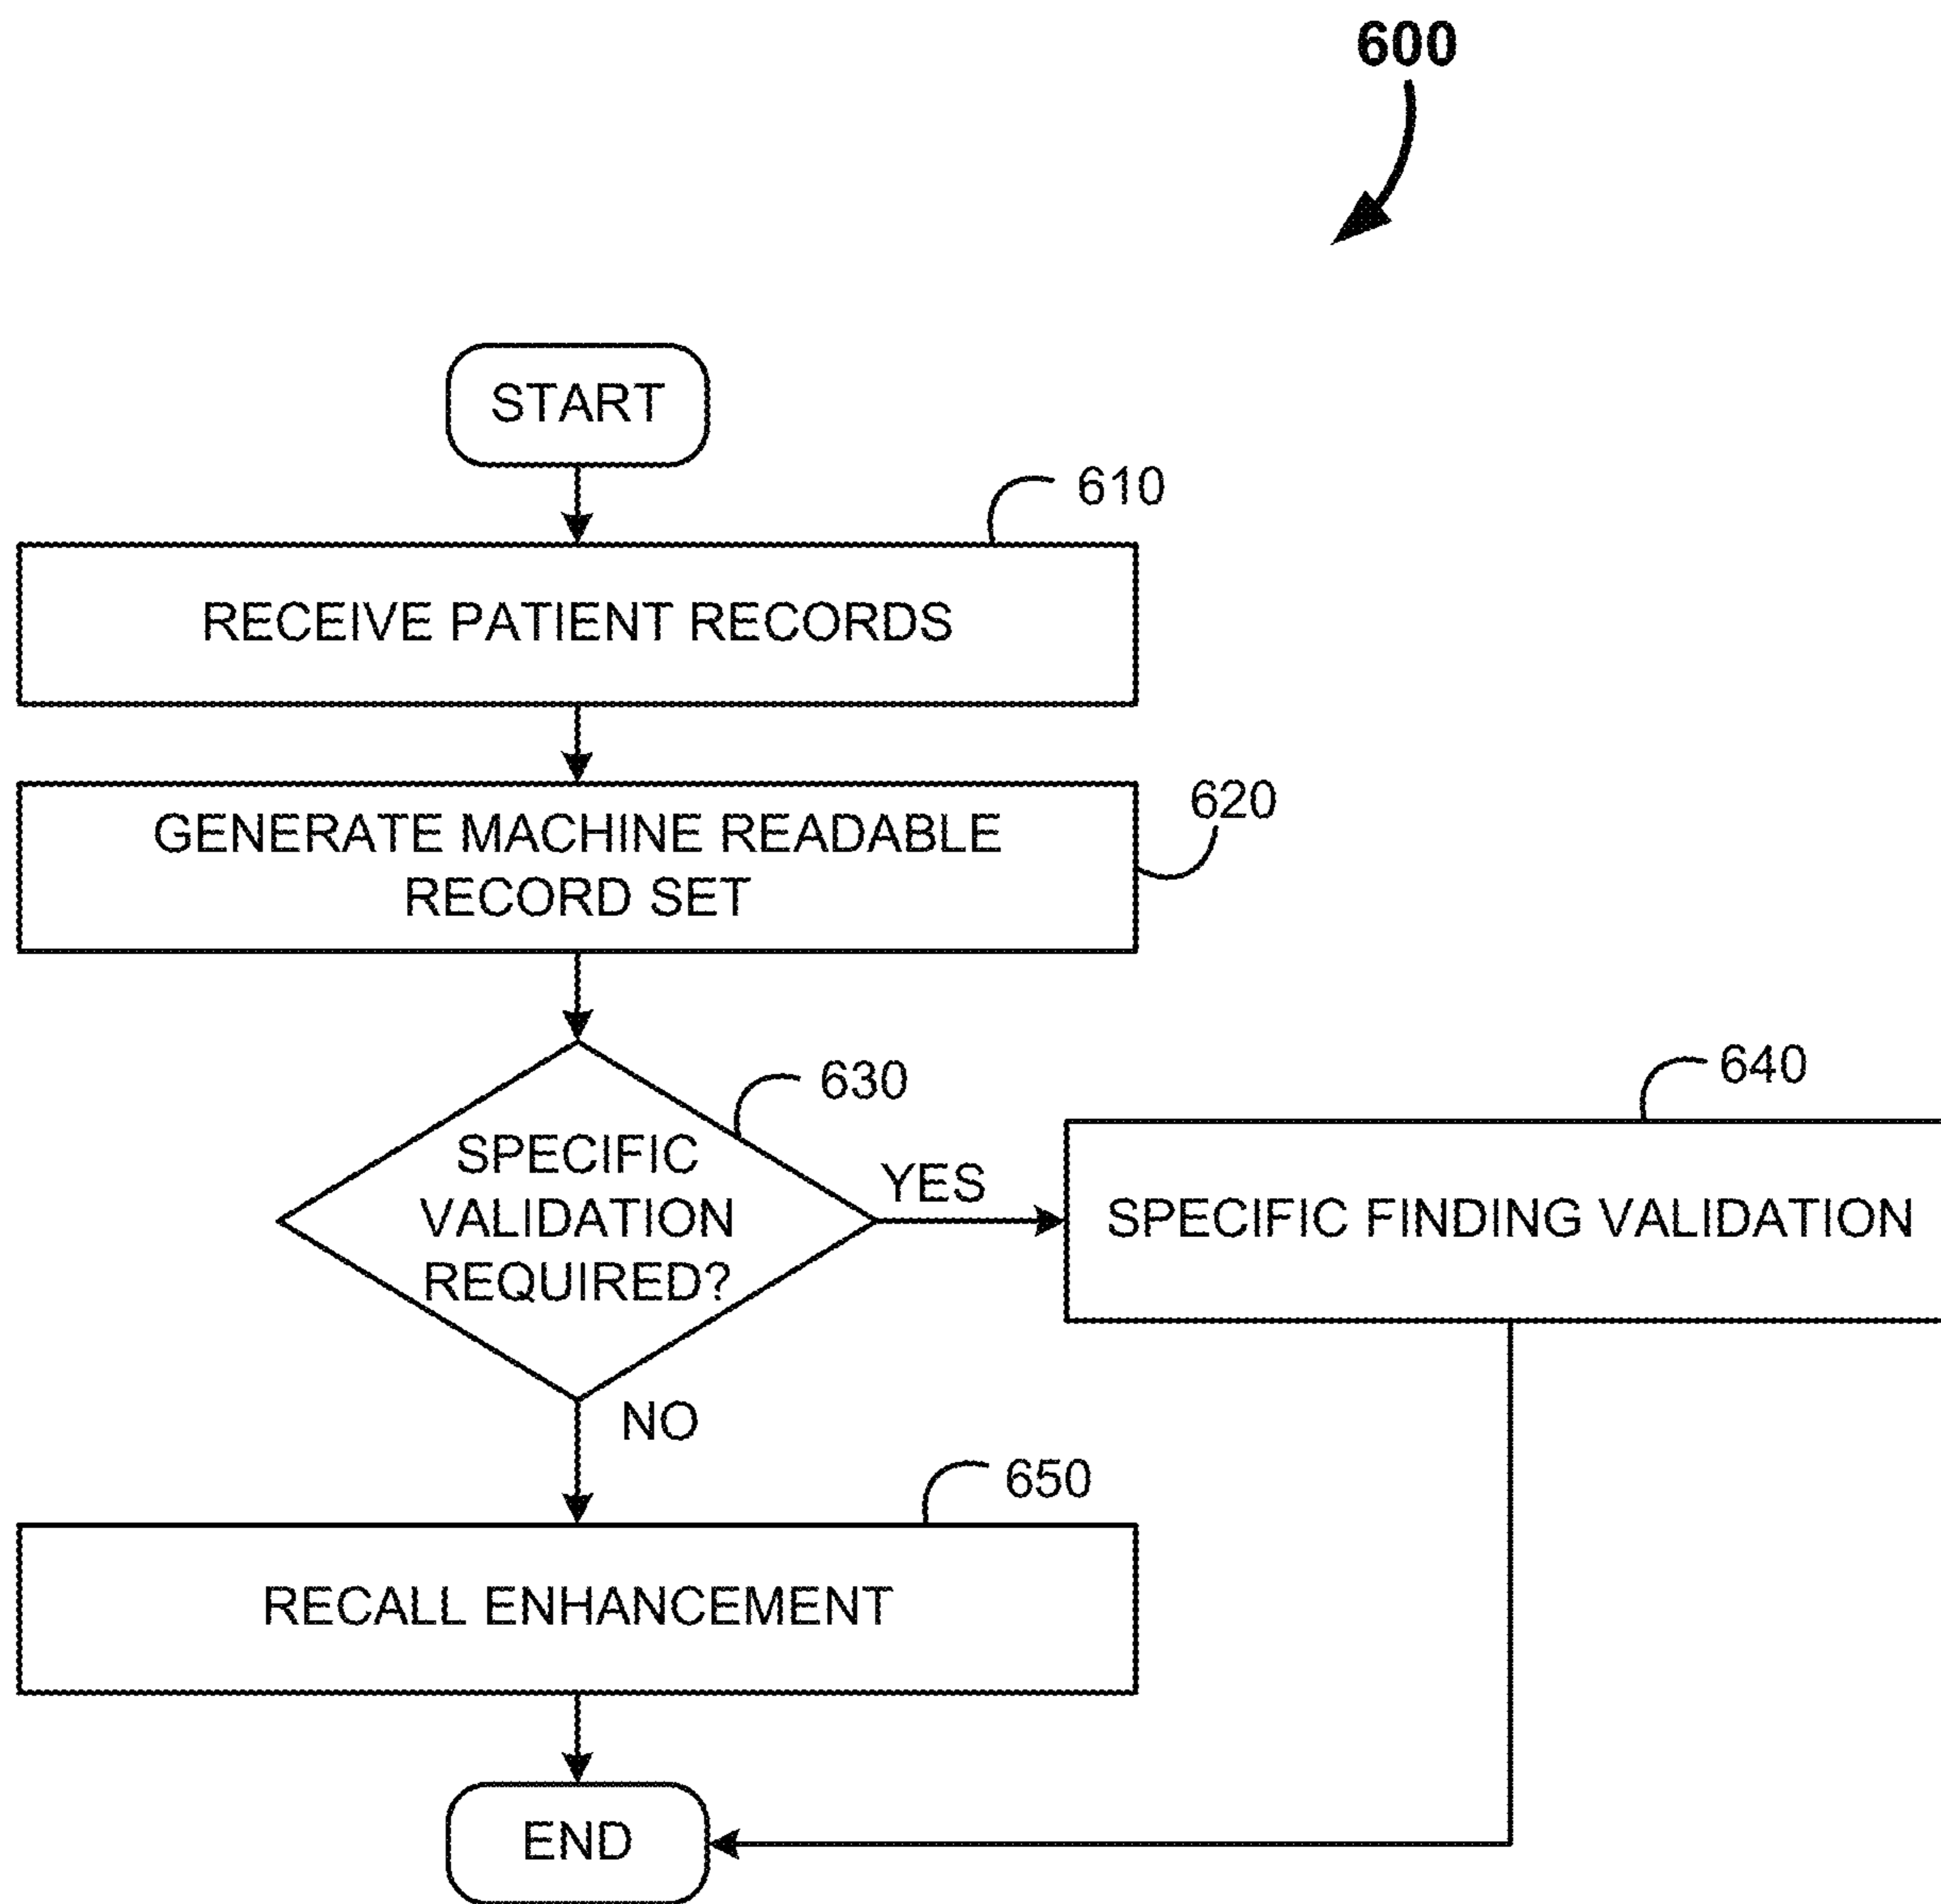 600
START
610
RECEIVE PATIENT RECORDS
GENERATE MACHINE READABLE
RECORD SET
620
630
SPECIFIC
VALIDATION
REQUIRED?
YES
640
SPECIFIC FINDING VALIDATION
NO
650
RECALL ENHANCEMENT
END